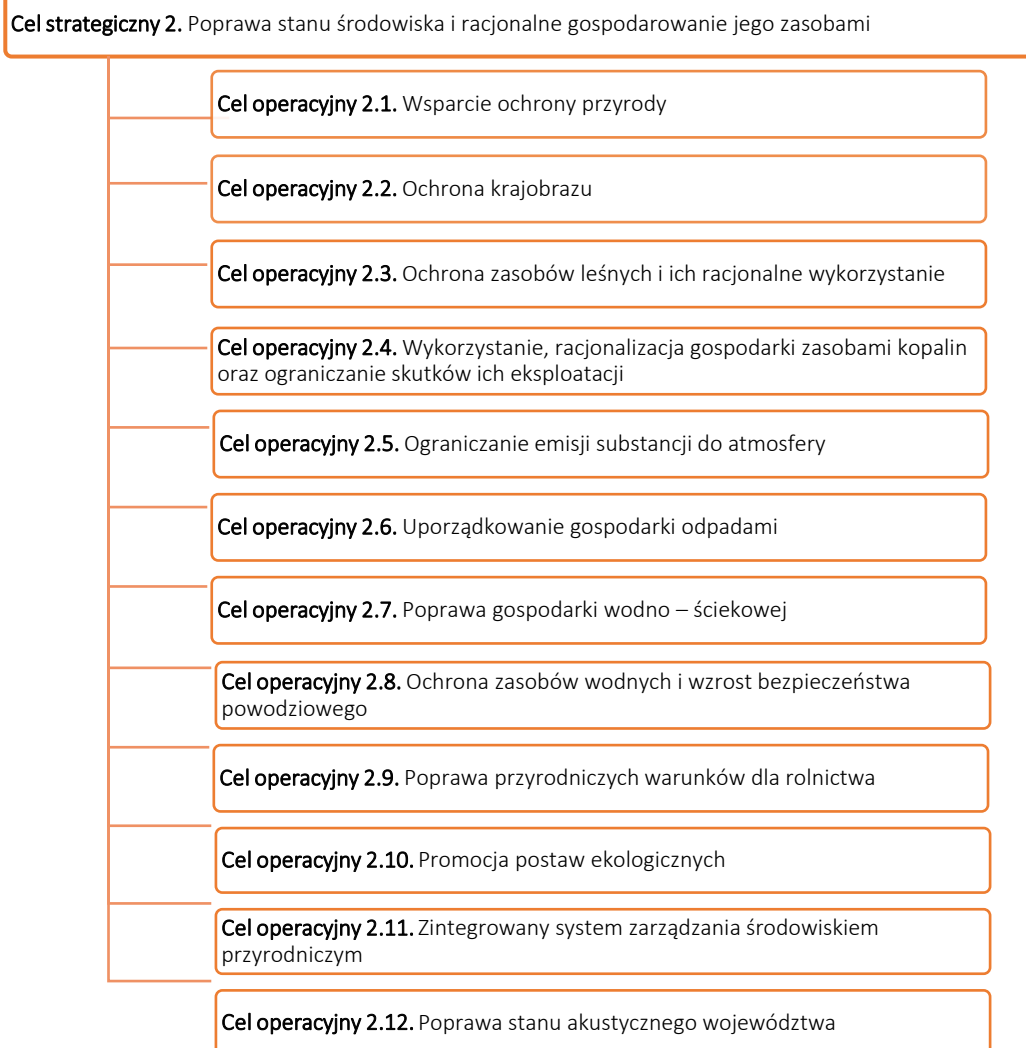 Cel strategiczny 2. Poprawa stanu środowiska i racjonalne gospodarowanie jego zasobami
Cel operacyjny 2.1. Wsparcie ochrony przyrody
Cel operacyjny 2.2. Ochrona krajobrazu
Cel operacyjny 2.3. Ochrona zasobów leśnych i ich racjonalne wykorzystanie
Cel operacyjny 2.4. Wykorzystanie, racjonalizacja gospodarki zasobami kopalin
oraz ograniczanie skutków ich eksploatacji
Cel operacyjny 2.5. Ograniczanie emisji substancji do atmosfery
Cel operacyjny 2.6. Uporządkowanie gospodarki odpadami
Cel operacyjny 2.7. Poprawa gospodarki wodno – ściekowej
Cel operacyjny 2.8. Ochrona zasobów wodnych i wzrost bezpieczeństwa
powodziowego
Cel operacyjny 2.9. Poprawa przyrodniczych warunków dla rolnictwa
Cel operacyjny 2.10. Promocja postaw ekologicznych
Cel operacyjny 2.11. Zintegrowany system zarządzania środowiskiem
przyrodniczym
Cel operacyjny 2.12. Poprawa stanu akustycznego województwa